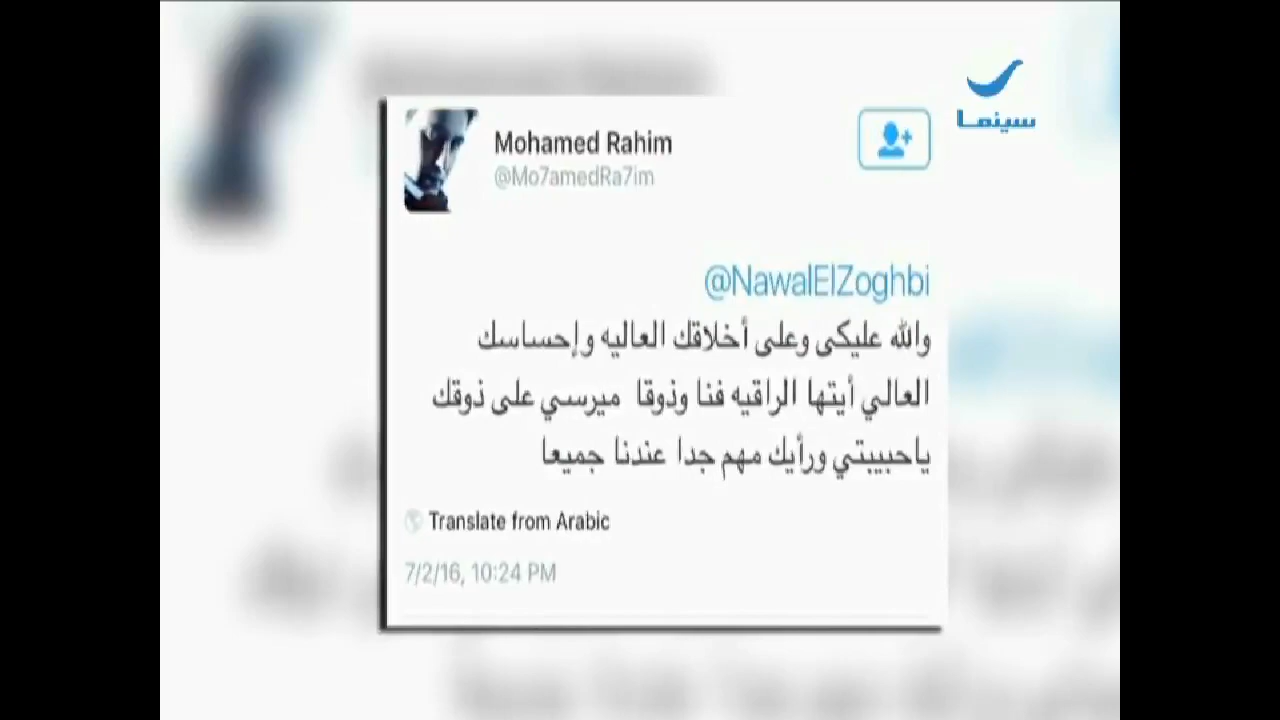 سينما
Mohamed Rahim
@Mo7amedRa7im
@NawalElZoghbi
والله عليكى وعلى أخلاقك العاليه وإحساسك
العالي أيتها الراقيه فنا وذوقا ميرسي على ذوقك
ياحبيبتي ورأيك مهم جدا عندنا جميعا
Translate from Arabic
7/2/16, 10:24 PM